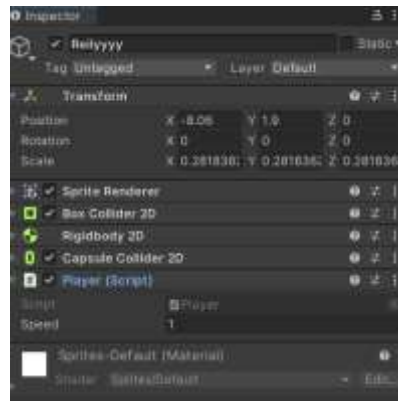 Inspector
Reilyyyy Static
Tag Untagged Layer Default
Transform
Position X -8.06 Y 1.9 Z 0
Rotation X 0 Y 0 Z 0
Scale X 0.281636 Y 0.281636 Z 0.281636
Sprite Renderer
Box Collider 2D
Rigidbody 2D
Capsule Collider 2D
Player (Script)
Script Player
Speed 1
Sprites-Default (Material)
Shader Sprites/Default Edit...